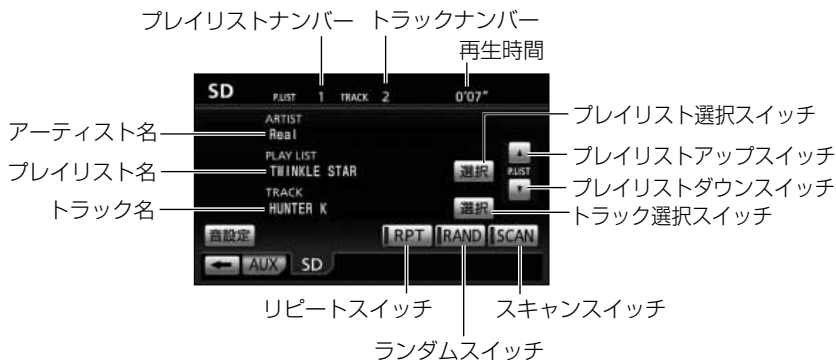 プレイリストナンバー
トラックナンバー
再生時間
SD P.LIST 1 TRACK 2 0'07"
ARTIST
Real
アーティスト名
プレイリスト選択スイッチ
PLAY LIST
TWINKLE STAR
プレイリスト名
選択
▲
P.LIST
▼
プレイリストアップスイッチ
プレイリストダウンスイッチ
TRACK
HUNTER K
トラック名
選択
トラック選択スイッチ
音設定
RPT RAND SCAN
AUX SD
リピートスイッチ
スキャンスイッチ
ランダムスイッチ